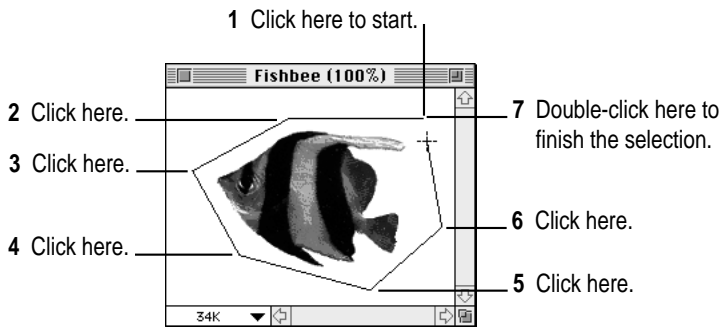 1 Click here to start.
Fishbee (100%)
2 Click here.
3 Click here.
4 Click here.
7 Double-click here to
finish the selection.
6 Click here.
5 Click here.
34K